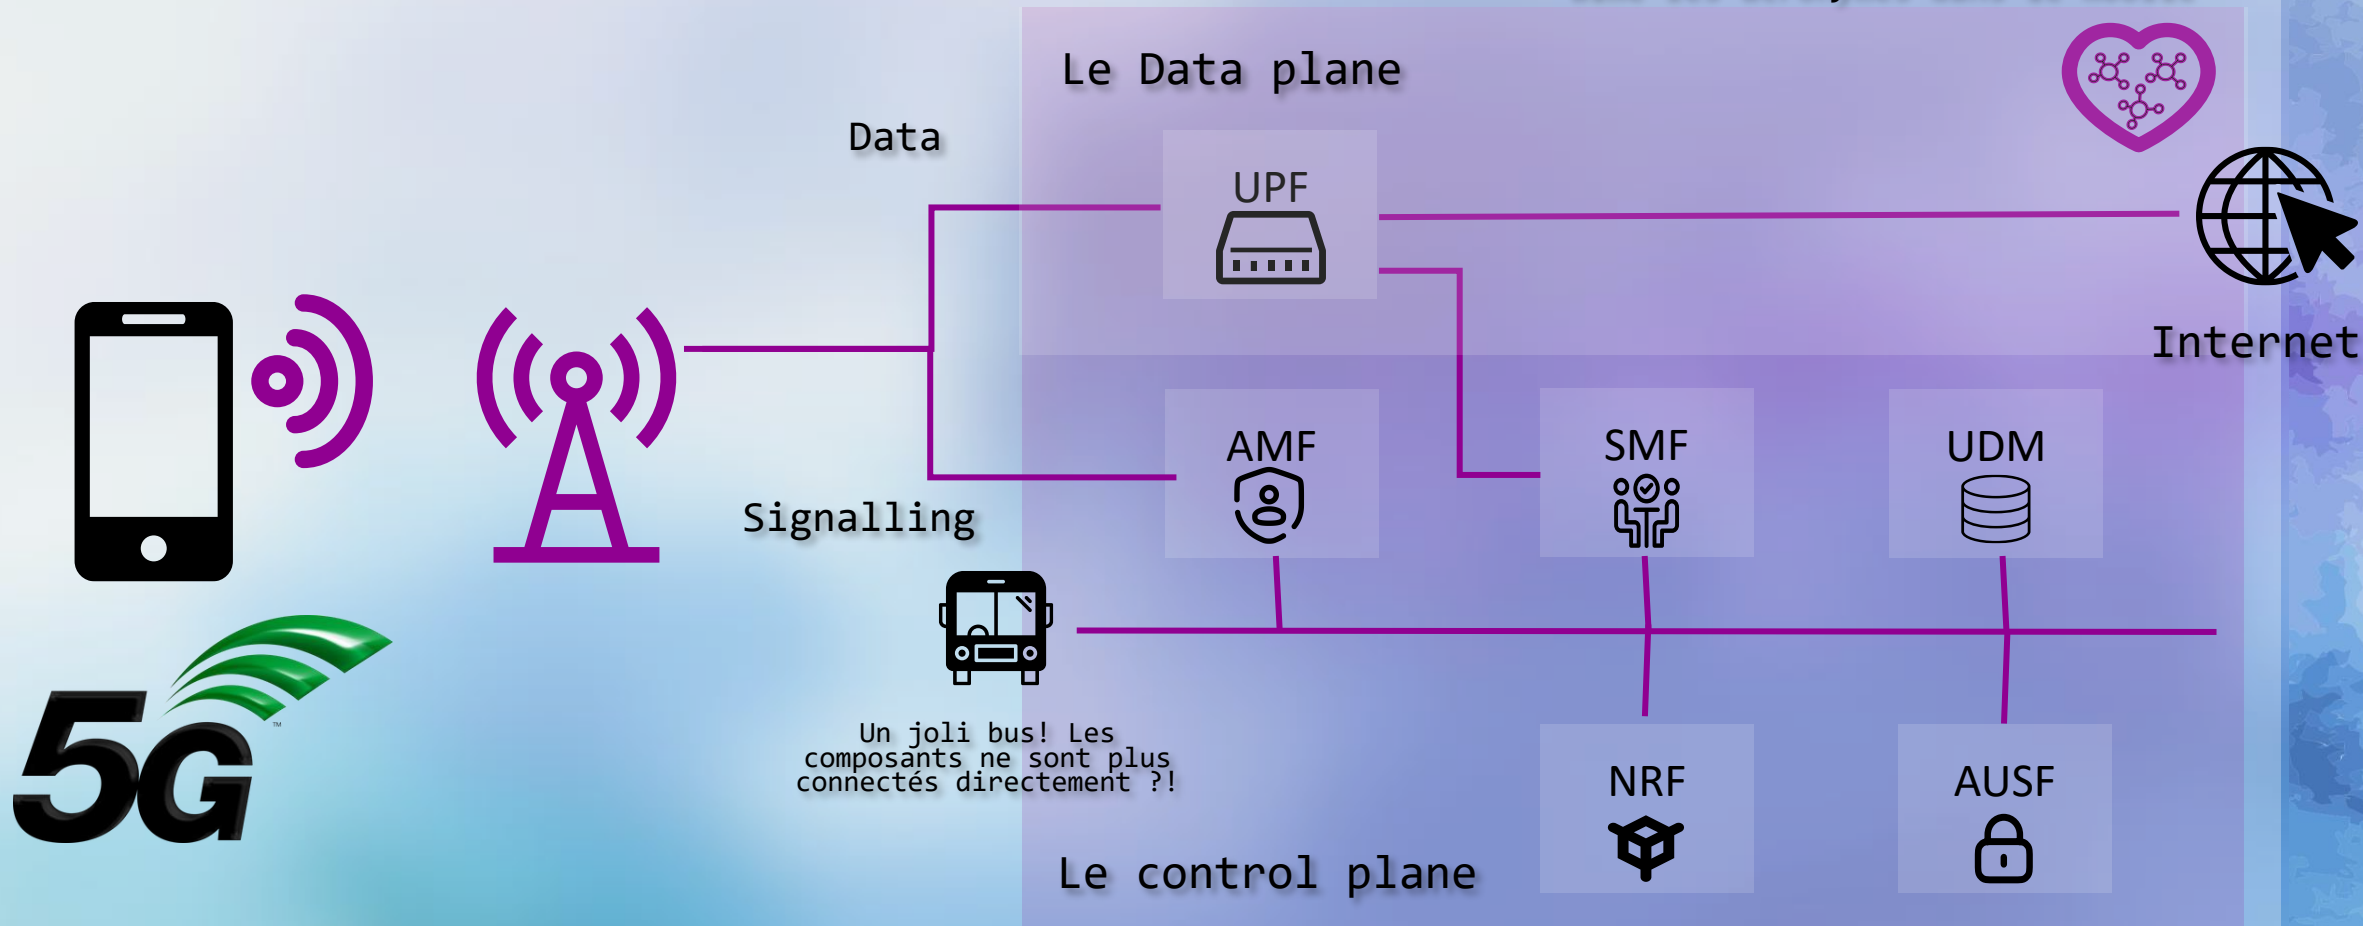 Le Data plane
Data
UPF
Internet
AMF
SMF
UDM
Signalling
Un joli bus! Les
composants ne sont plus
connectés directement ?!
5G
TM
NRF
AUSF
Le control plane